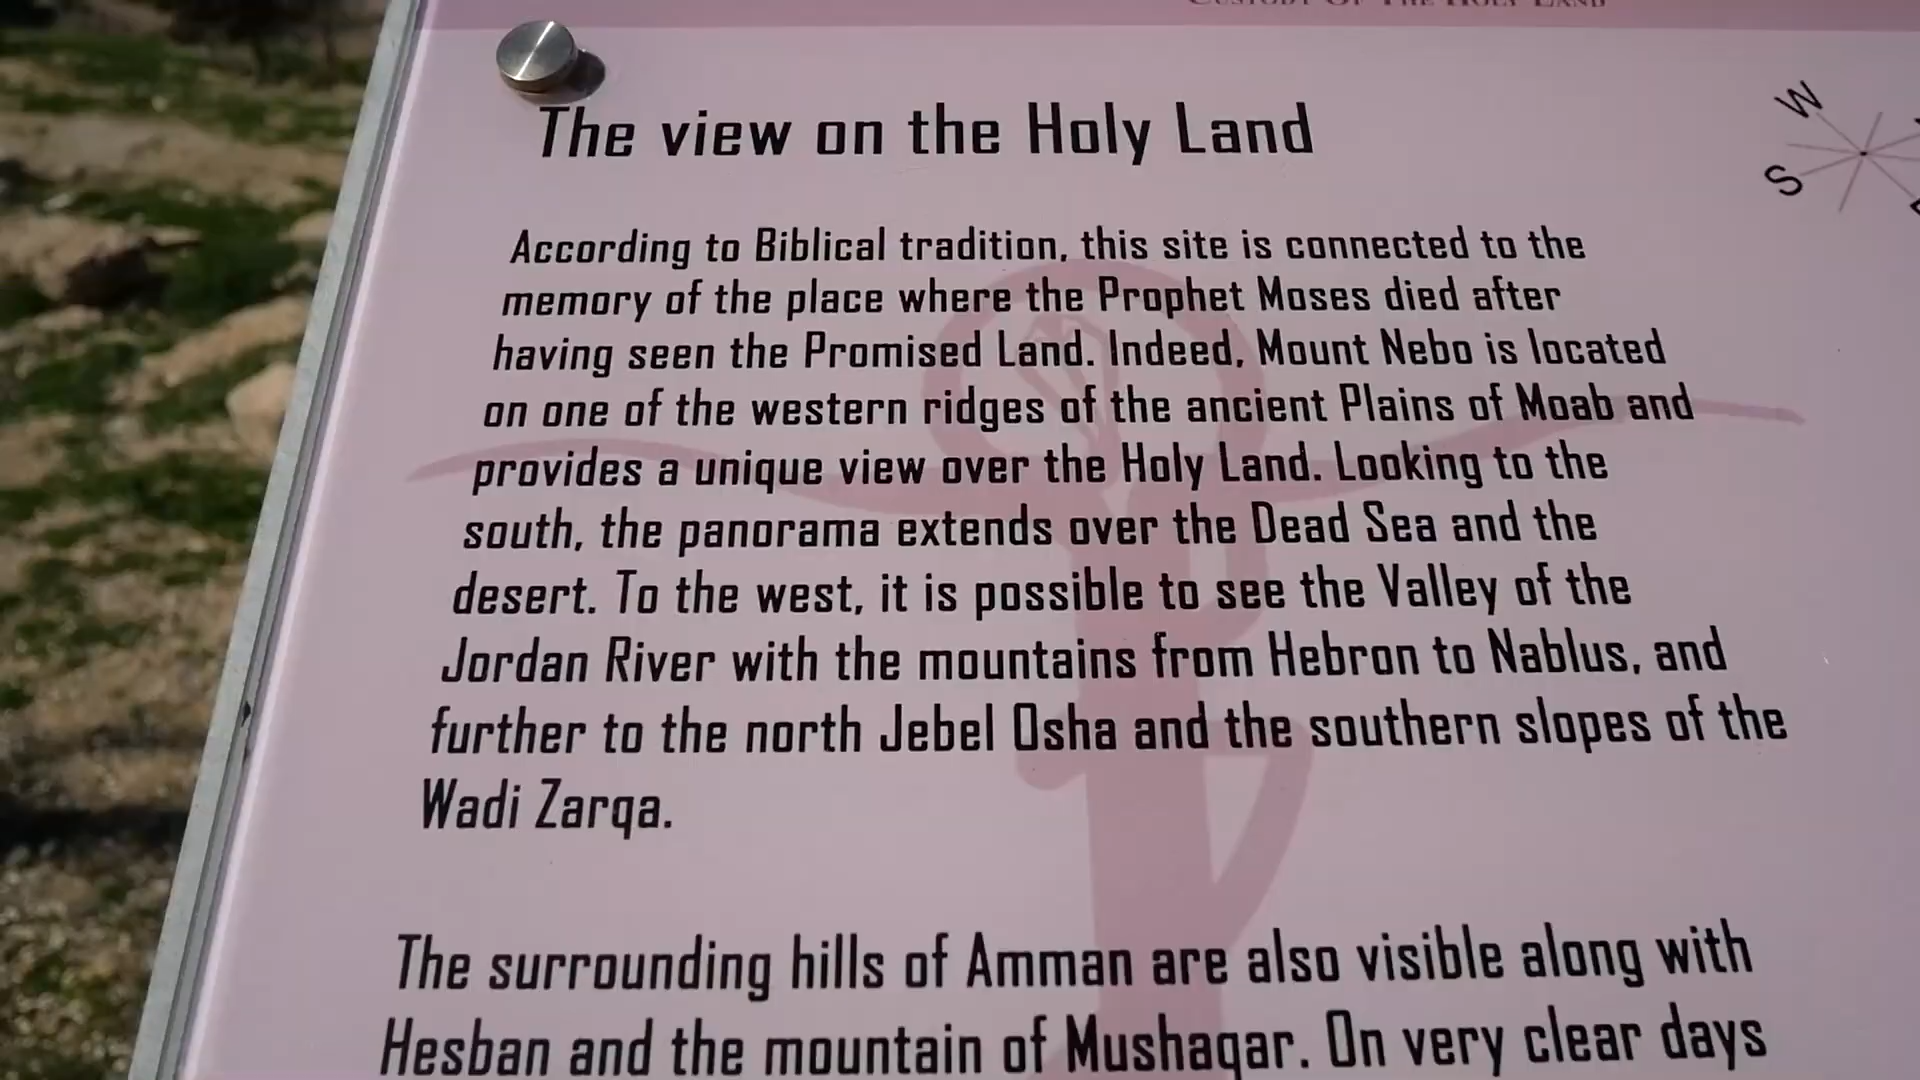 CUSTODY OF THE HOLY LAND
The view on the Holy Land
W
S
According to Biblical tradition, this site is connected to the
memory of the place where the Prophet Moses died after
having seen the Promised Land. Indeed, Mount Nebo is located
on one of the western ridges of the ancient Plains of Moab and
provides a unique view over the Holy Land. Looking to the
south, the panorama extends over the Dead Sea and the
desert. To the west, it is possible to see the Valley of the
Jordan River with the mountains from Hebron to Nablus, and
further to the north Jebel Osha and the southern slopes of the
Wadi Zarqa.
The surrounding hills of Amman are also visible along with
Hesban and the mountain of Mushaqar. On very clear days